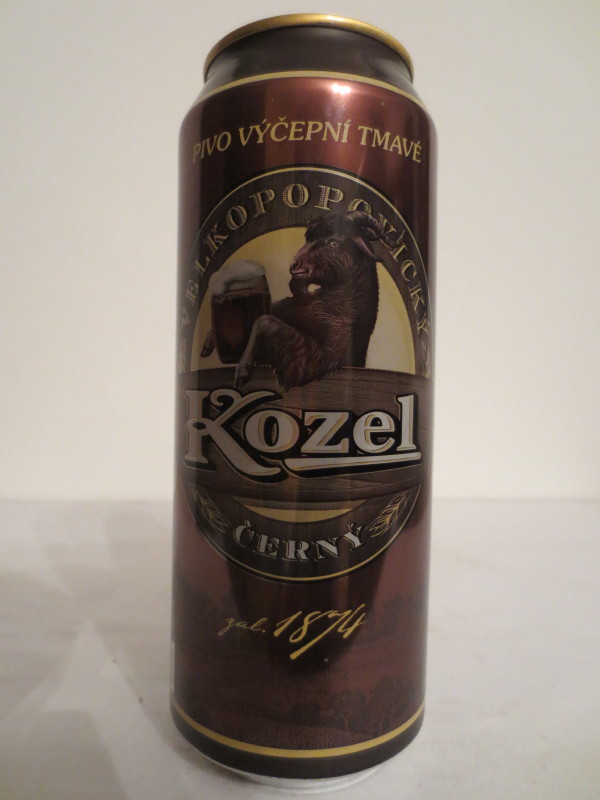 PIVO VÝČEPNÍ TMAVÉ
VELKOPOPOVICKÝ
Kozel
ČERNÝ
zal. 1874